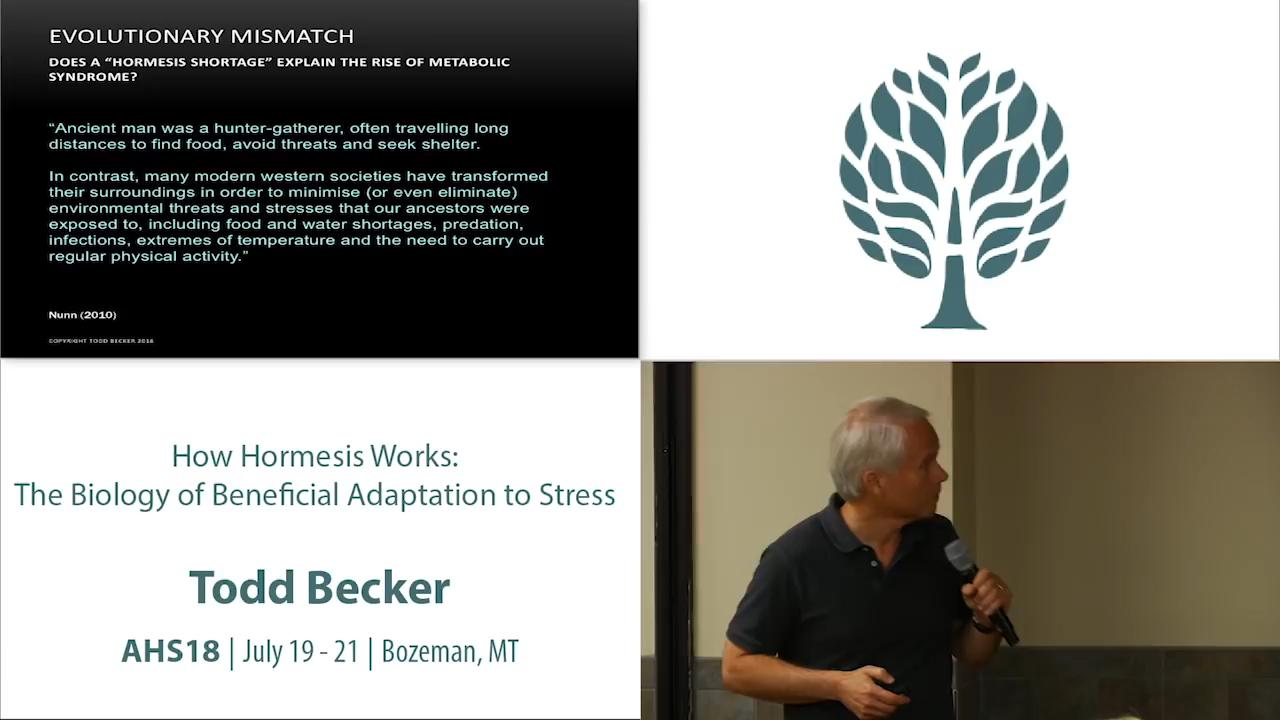 EVOLUTIONARY MISMATCH
DOES A “HORMESIS SHORTAGE” EXPLAIN THE RISE OF METABOLIC
SYNDROME?
“Ancient man was a hunter-gatherer, often travelling long
distances to find food, avoid threats and seek shelter.
In contrast, many modern western societies have transformed
their surroundings in order to minimise (or even eliminate)
environmental threats and stresses that our ancestors were
exposed to, including food and water shortages, predation,
infections, extremes of temperature and the need to carry out
regular physical activity.”
Nunn (2010)
COPYRIGHT TODD BECKER 2018
How Hormesis Works:
The Biology of Beneficial Adaptation to Stress
Todd Becker
AHS18 | July 19 - 21 | Bozeman, MT